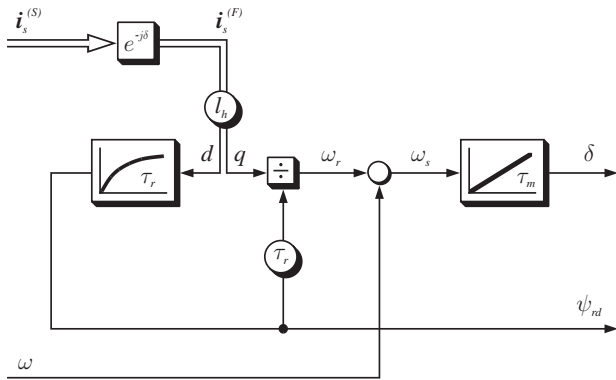 i_s^(S)
i_s^(F)
e^-jδ
l_h
d
q
÷
ω_r
ω_s
δ
τ_r
τ_m
τ_r
ψ_rd
ω